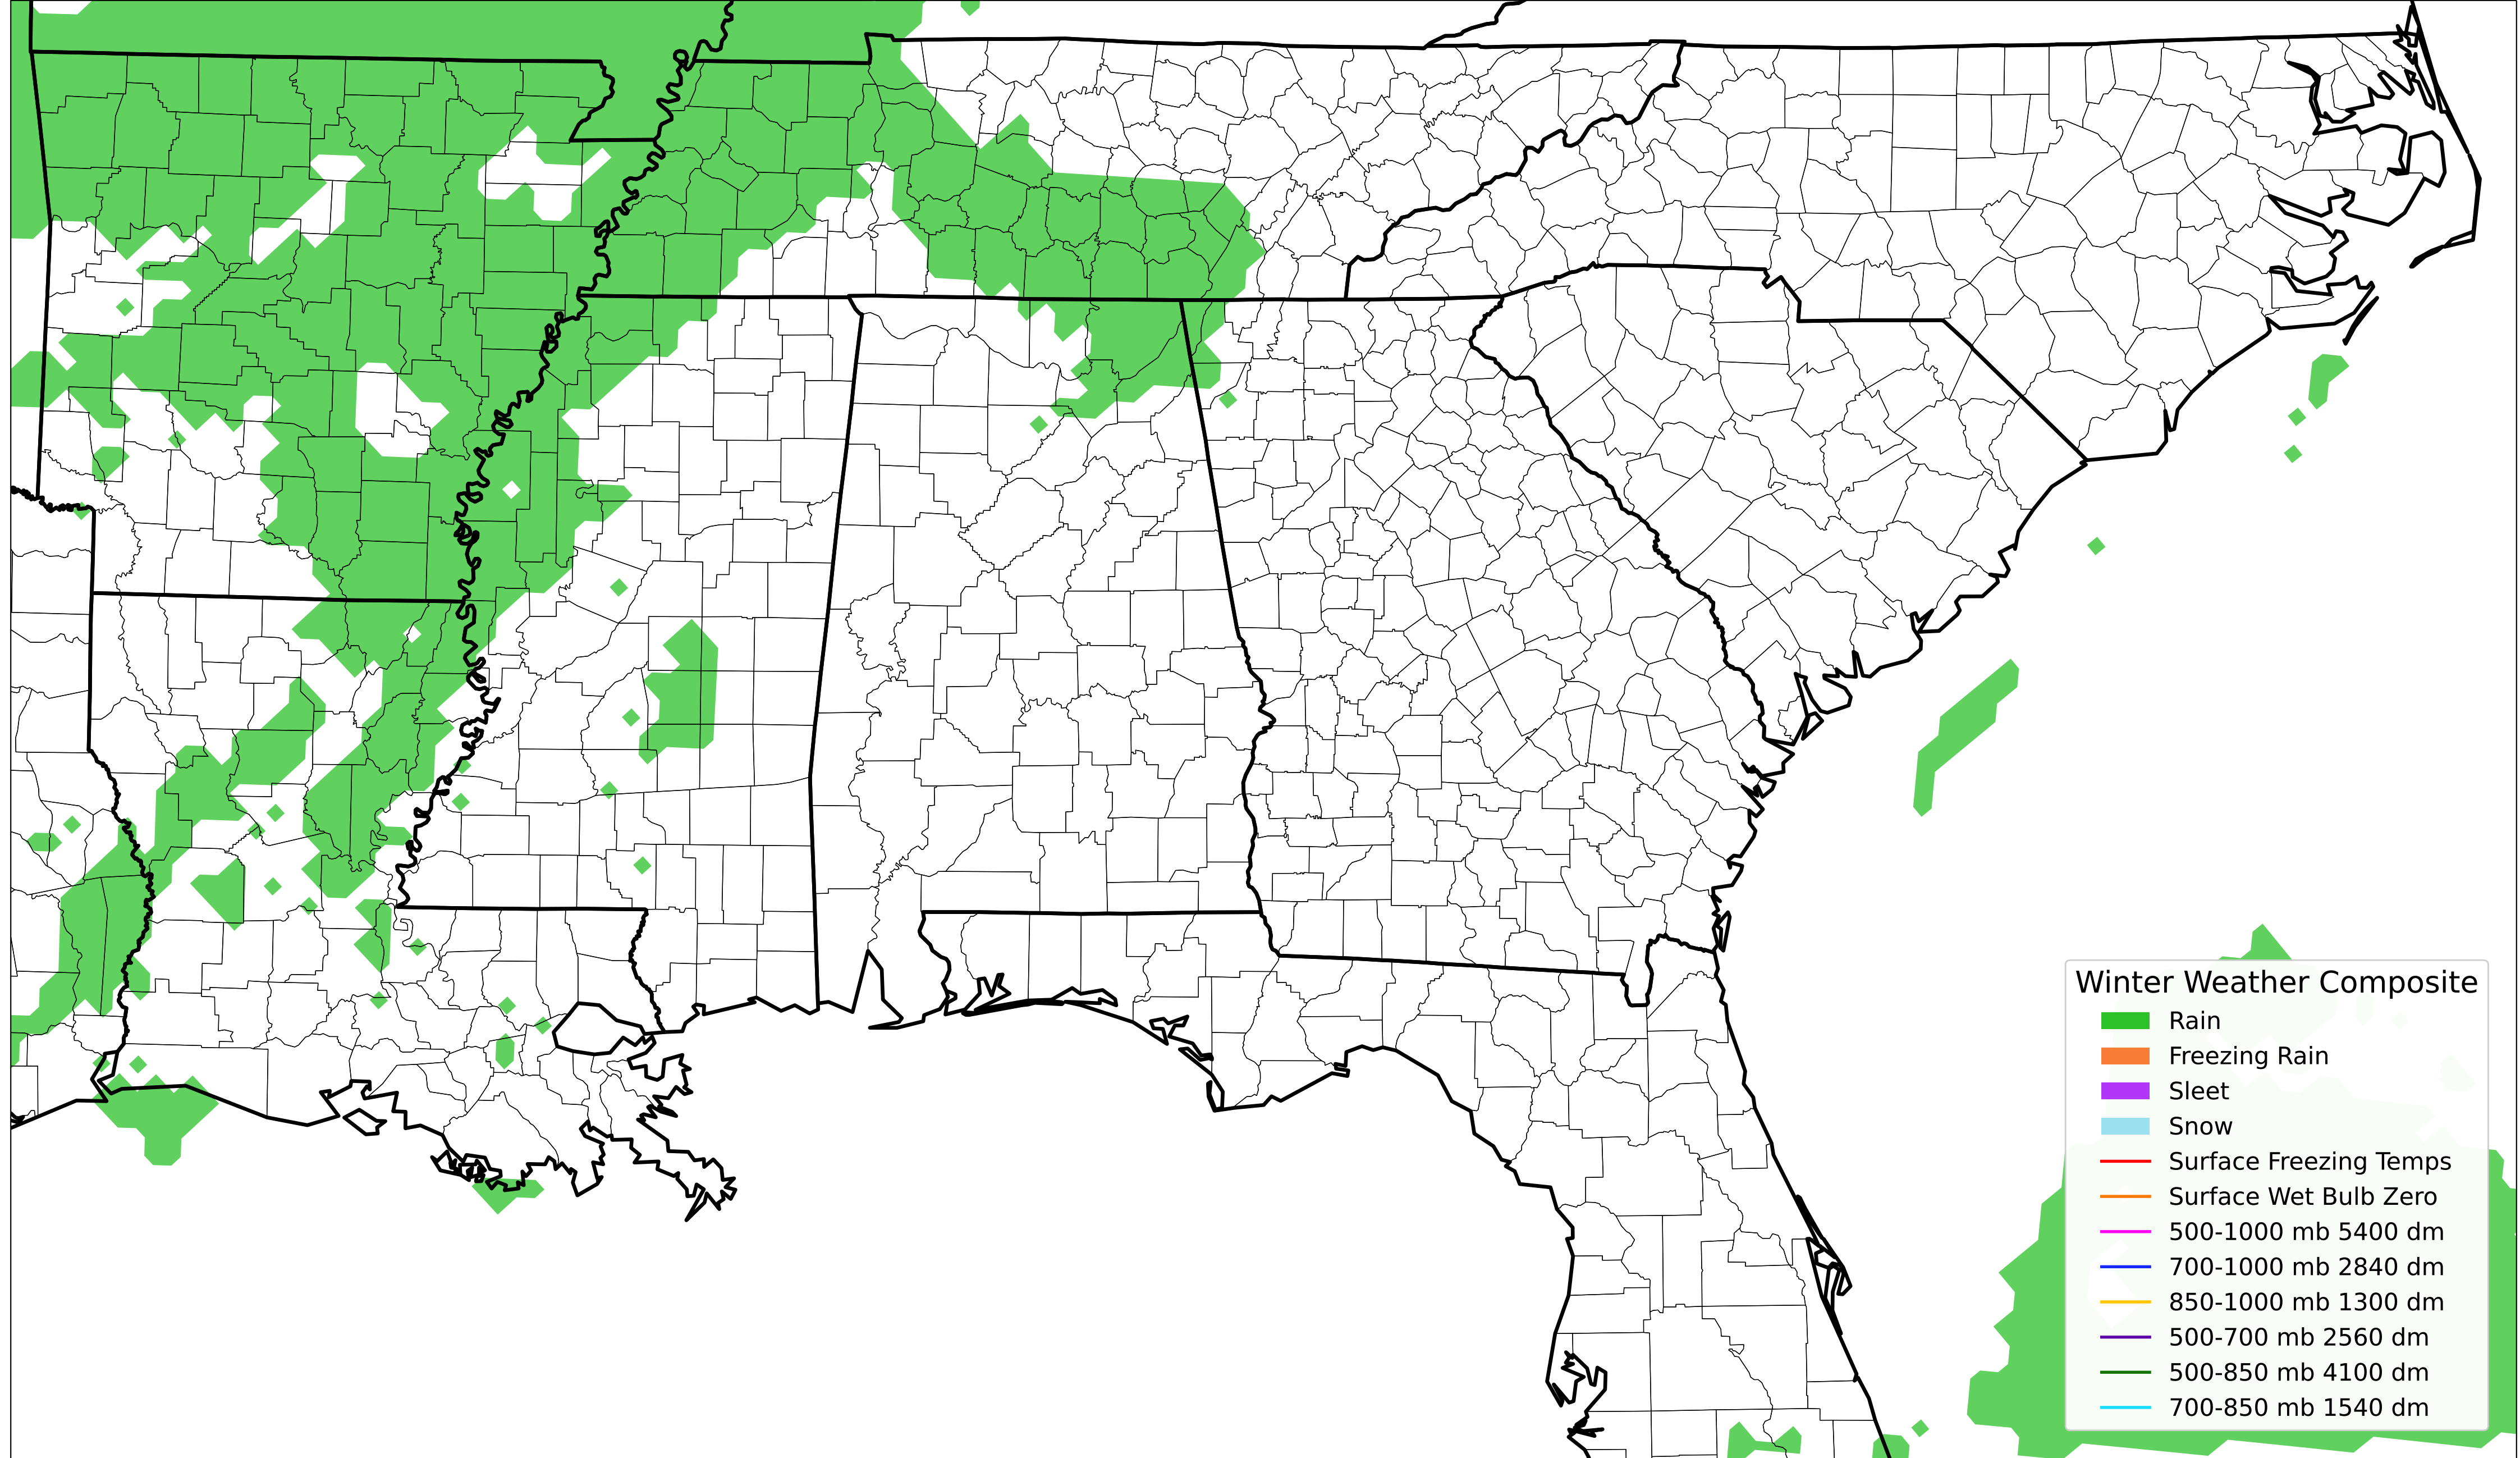 Winter Weather Composite
Rain
Freezing Rain
Sleet
Snow
Surface Freezing Temps
Surface Wet Bulb Zero
500-1000 mb 5400 dm
700-1000 mb 2840 dm
850-1000 mb 1300 dm
500-700 mb 2560 dm
500-850 mb 4100 dm
700-850 mb 1540 dm